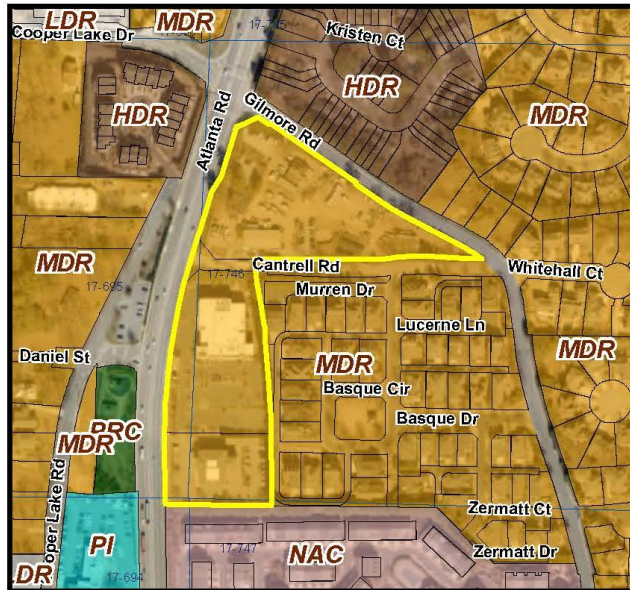 LDR
MDR
17-745
Cooper Lake Dr
Kristen Ct
HDR
HDR
Gilmore Rd
MDR
Atlanta Rd
Cantrell Rd
Whitehall Ct
MDR
17-746
17-695
Murren Dr
Lucerne Ln
Daniel St
MDR
MDR
Basque Cir
Basque Dr
PRC
MDR
Cooper Lake Rd
Zermatt Ct
PI
NAC
Zermatt Dr
17-747
LDR
17-694